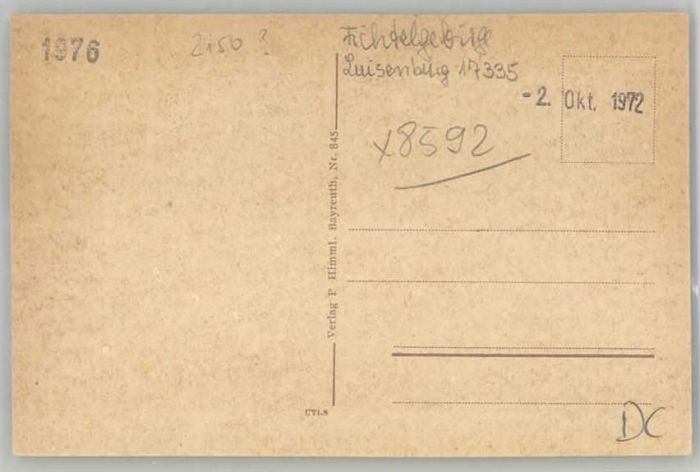 1976
2150 ?
Fichtelgebirge
Luisenburg 17335
-2. Okt. 1972
x8592
Verlag P. Himml, Bayreuth, Nr. 845
DC